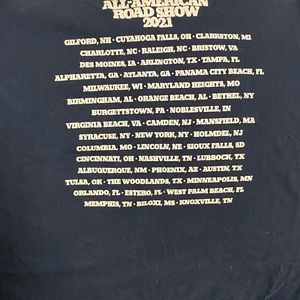 ALL-AMERICAN
ROAD SHOW
2021
GILFORD, NH · CUYAHOGA FALLS, OH · CLARKSTON, MI
CHARLOTTE, NC · RALEIGH, NC · BRISTOW, VA
DES MOINES, IA · ARLINGTON, TX · TAMPA, FL
ALPHARETTA, GA · ATLANTA, GA · PANAMA CITY BEACH, FL
MILWAUKEE, WI · MARYLAND HEIGHTS, MO
BIRMINGHAM, AL · ORANGE BEACH, AL · BETHEL, NY
BURGETTSTOWN, PA · NOBLESVILLE, IN
VIRGINIA BEACH, VA · CAMDEN, NJ · MANSFIELD, MA
SYRACUSE, NY · NEW YORK, NY · HOLMDEL, NJ
COLUMBIA, MO · LINCOLN, NE · SIOUX FALLS, SD
CINCINNATI, OH · NASHVILLE, TN · LUBBOCK, TX
ALBUQUERQUE, NM · PHOENIX, AZ · AUSTIN, TX
TULSA, OK · THE WOODLANDS, TX · MINNEAPOLIS, MN
ORLANDO, FL · ESTERO, FL · WEST PALM BEACH, FL
MEMPHIS, TN · BILOXI, MS · KNOXVILLE, TN